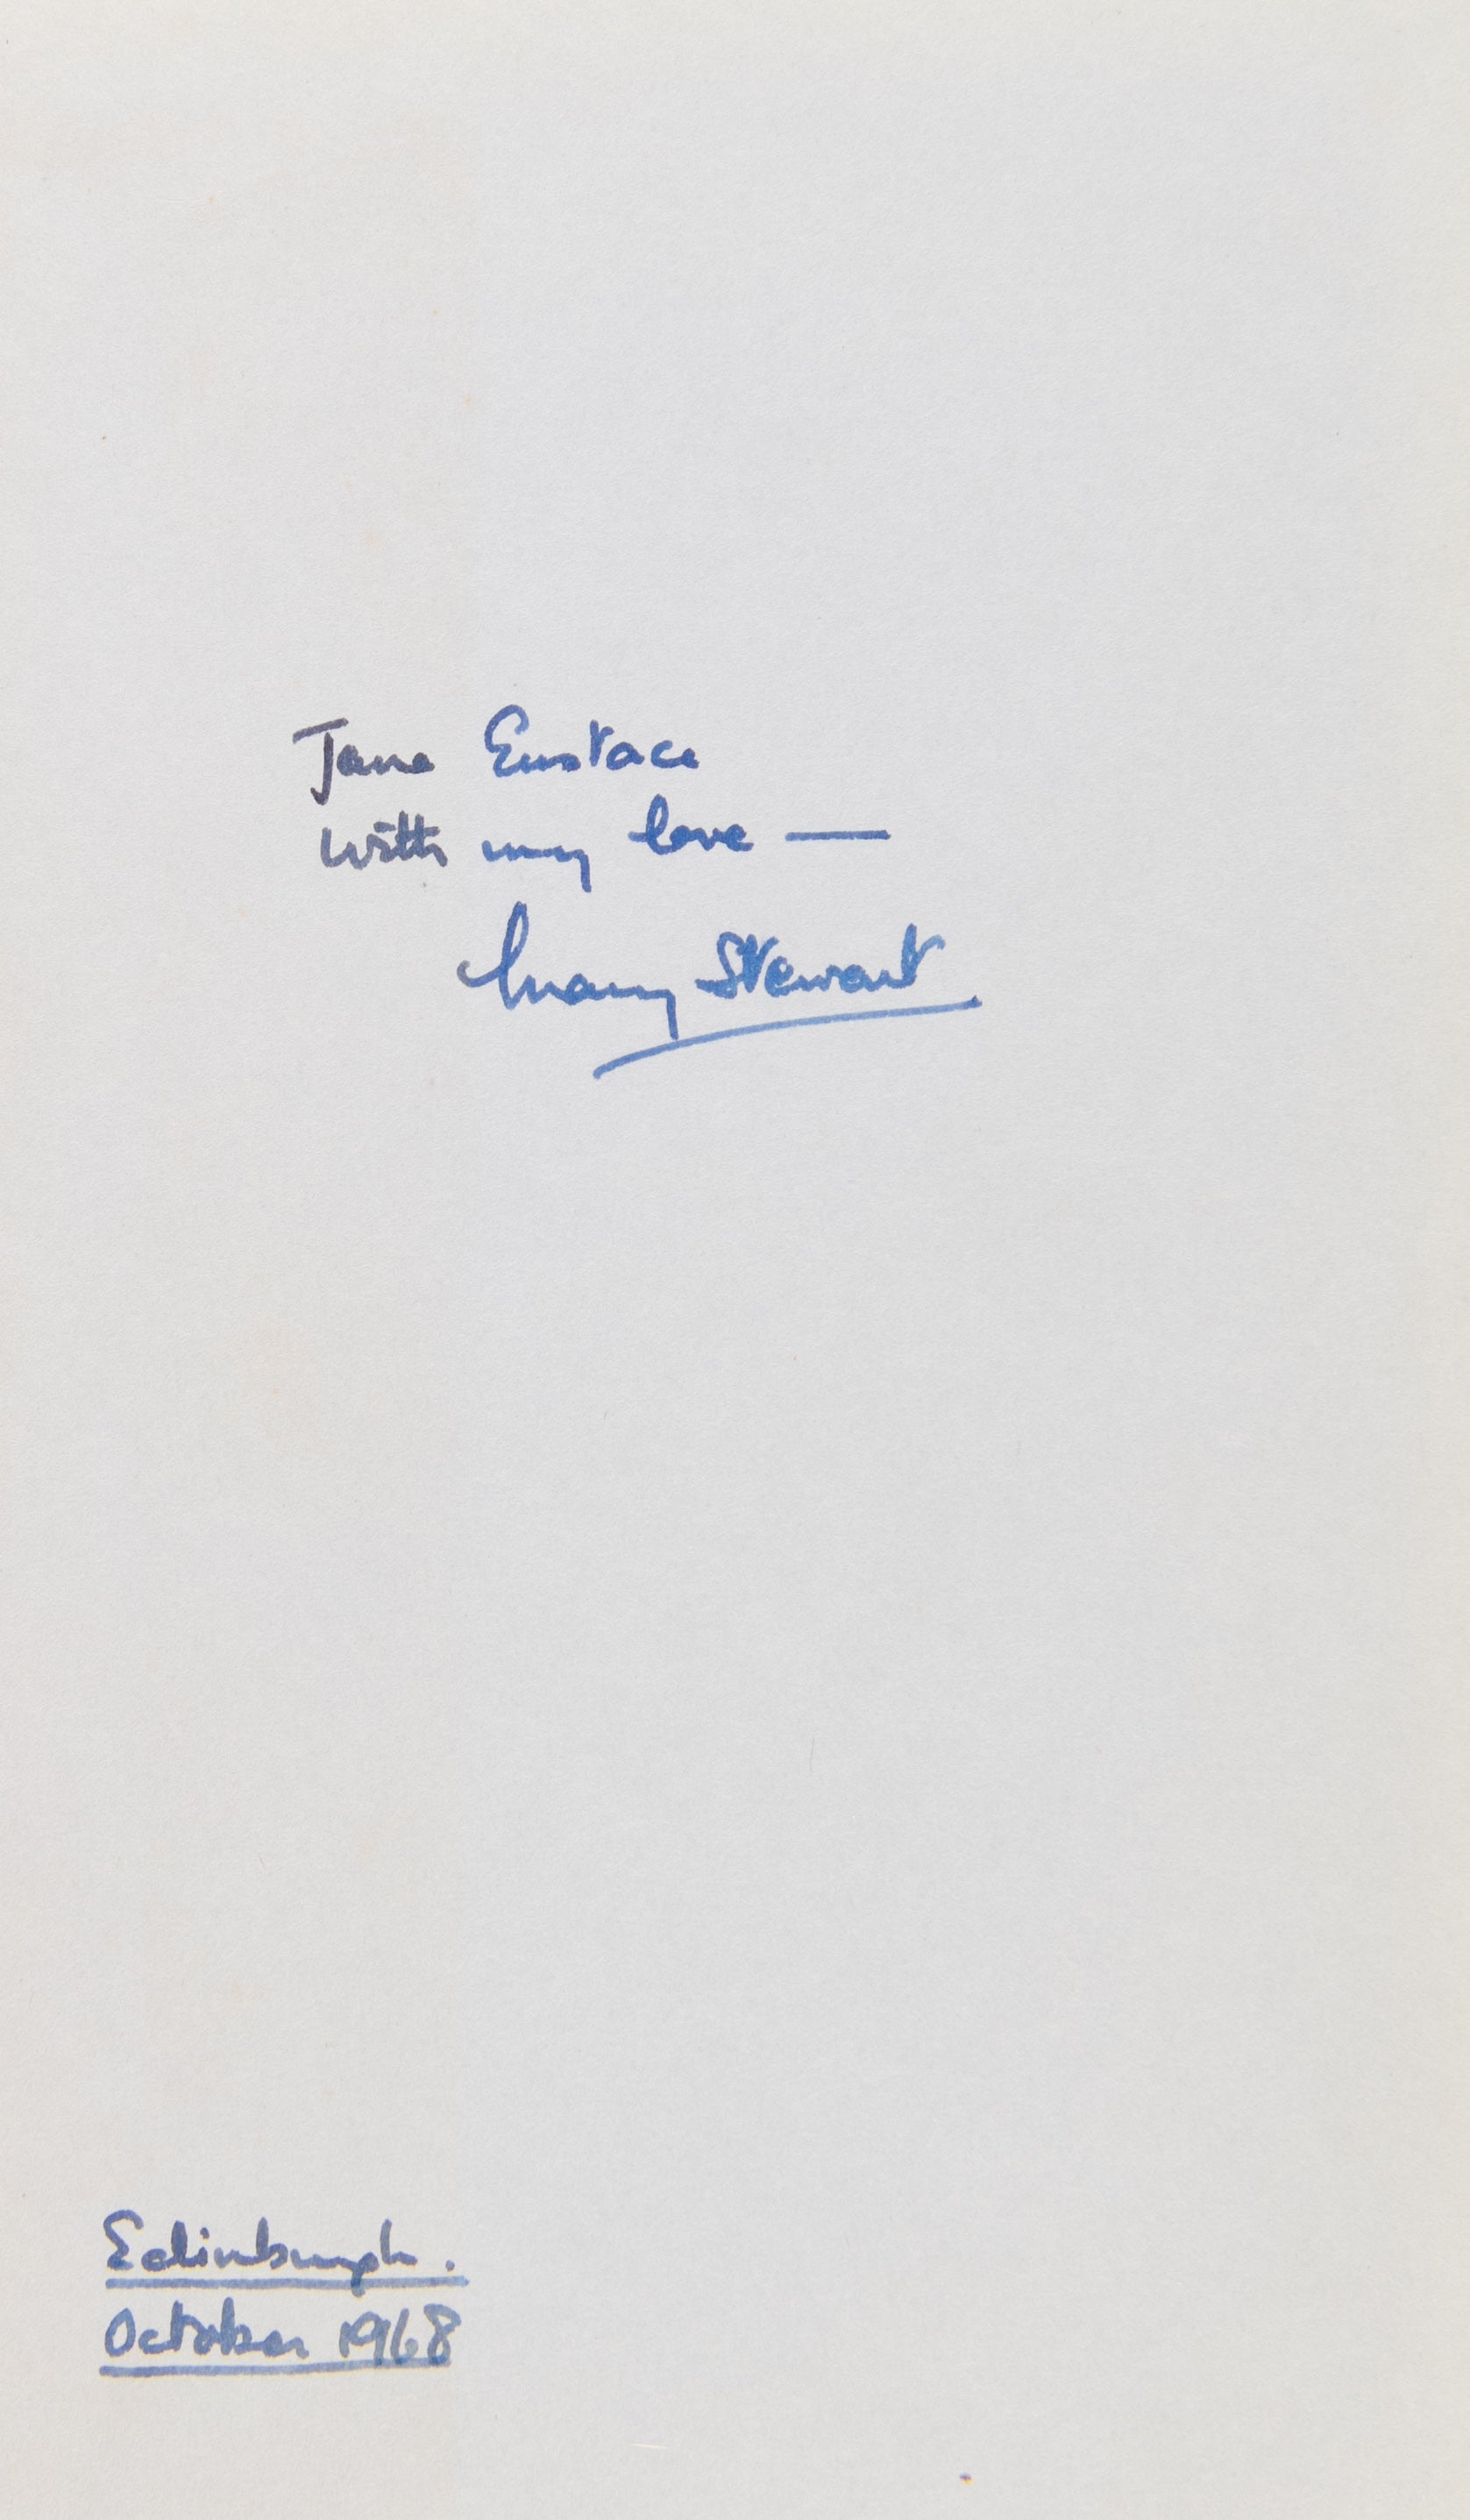 Jane Eustace
with my love —
Mary Stewart
Edinburgh.
October 1968